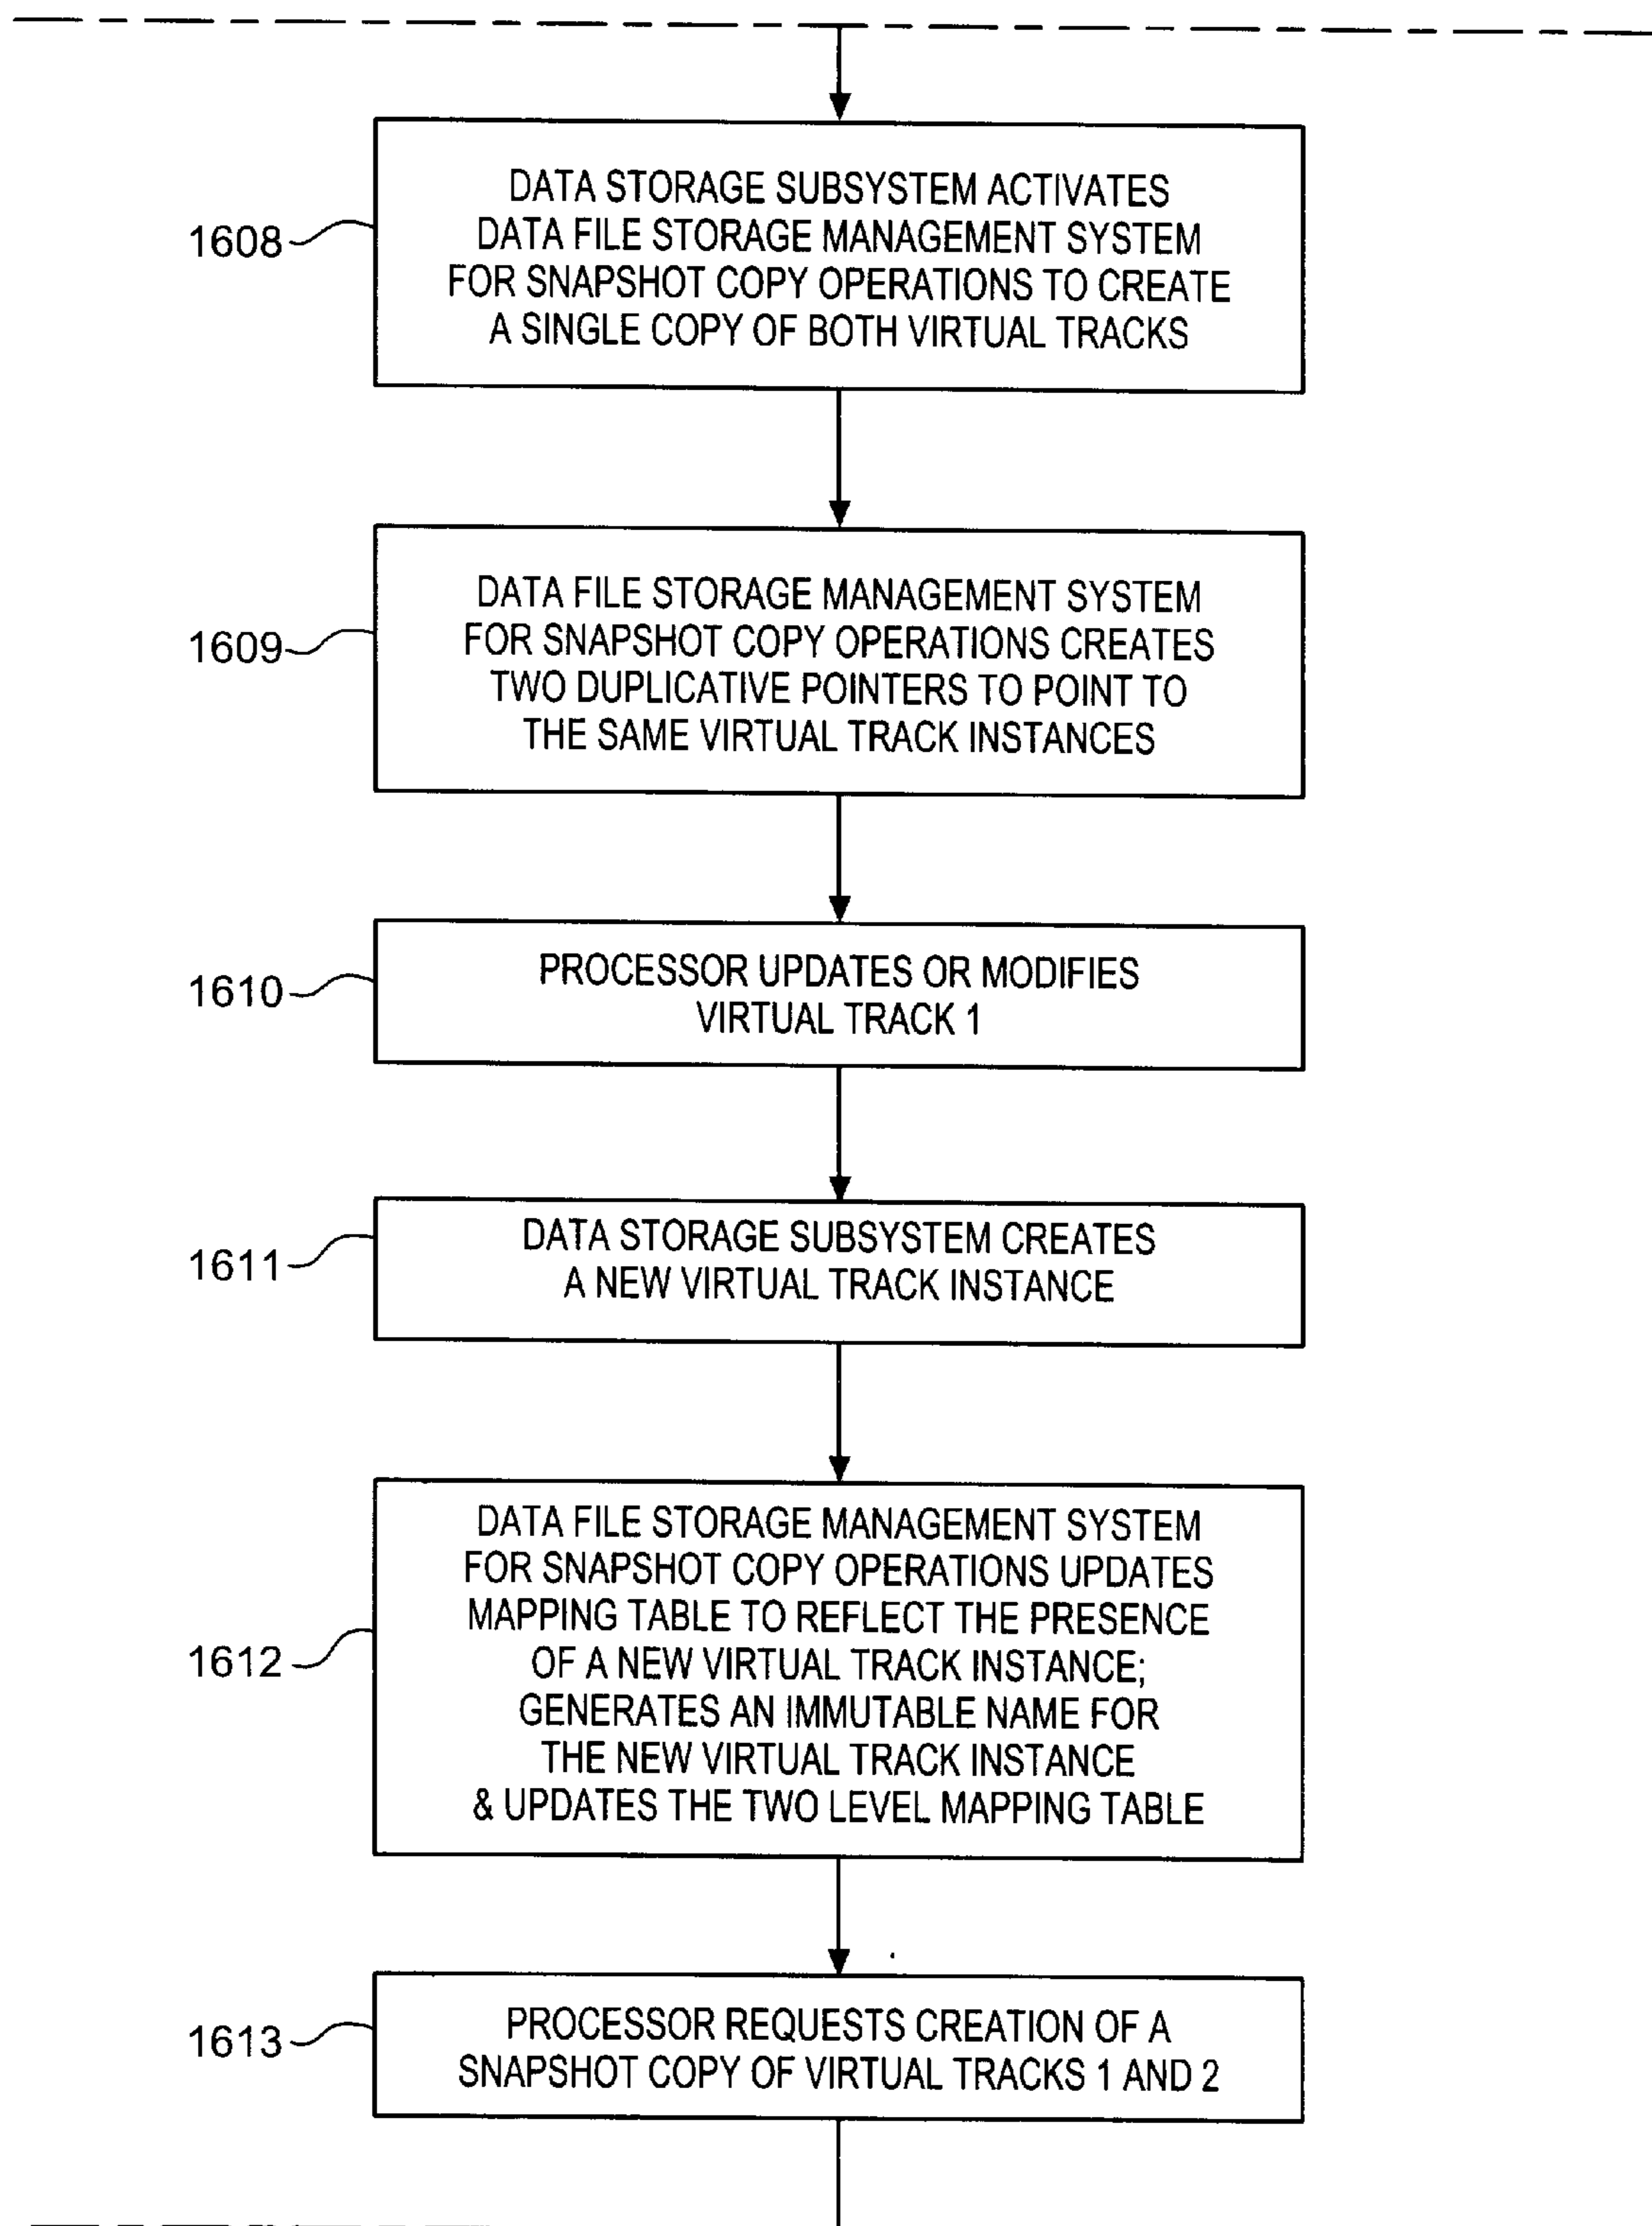 1608
DATA STORAGE SUBSYSTEM ACTIVATES
DATA FILE STORAGE MANAGEMENT SYSTEM
FOR SNAPSHOT COPY OPERATIONS TO CREATE
A SINGLE COPY OF BOTH VIRTUAL TRACKS
1609
DATA FILE STORAGE MANAGEMENT SYSTEM
FOR SNAPSHOT COPY OPERATIONS CREATES
TWO DUPLICATIVE POINTERS TO POINT TO
THE SAME VIRTUAL TRACK INSTANCES
1610
PROCESSOR UPDATES OR MODIFIES
VIRTUAL TRACK 1
1611
DATA STORAGE SUBSYSTEM CREATES
A NEW VIRTUAL TRACK INSTANCE
1612
DATA FILE STORAGE MANAGEMENT SYSTEM
FOR SNAPSHOT COPY OPERATIONS UPDATES
MAPPING TABLE TO REFLECT THE PRESENCE
OF A NEW VIRTUAL TRACK INSTANCE;
GENERATES AN IMMUTABLE NAME FOR
THE NEW VIRTUAL TRACK INSTANCE
& UPDATES THE TWO LEVEL MAPPING TABLE
1613
PROCESSOR REQUESTS CREATION OF A
SNAPSHOT COPY OF VIRTUAL TRACKS 1 AND 2